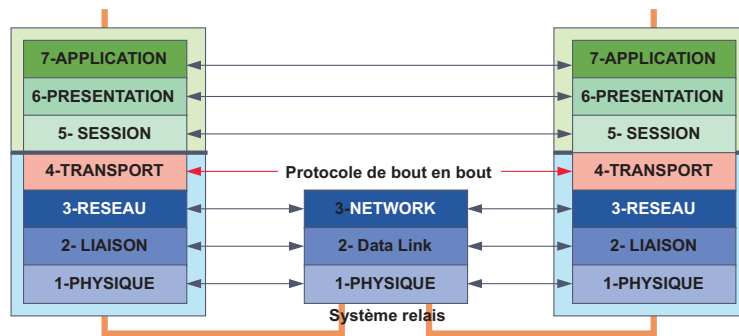 7-APPLICATION
6-PRESENTATION
5- SESSION
4-TRANSPORT
3-RESEAU
2- LIAISON
1-PHYSIQUE
Protocole de bout en bout
3-NETWORK
2- Data Link
1-PHYSIQUE
Système relais
7-APPLICATION
6-PRESENTATION
5- SESSION
4-TRANSPORT
3-RESEAU
2- LIAISON
1-PHYSIQUE